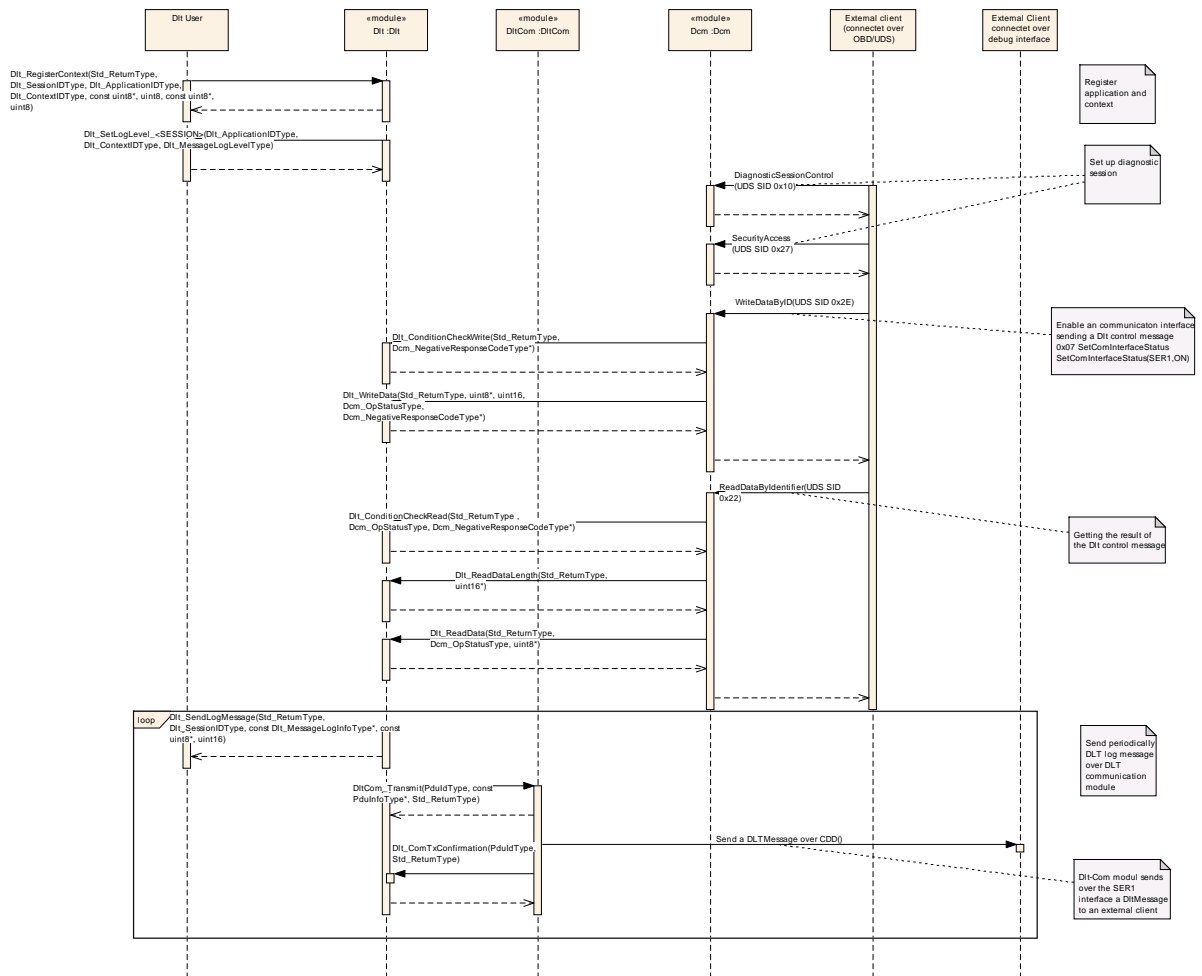 Dlt User
«module»
Dlt :Dlt
«module»
DltCom :DltCom
«module»
Dcm :Dcm
External client
(connectet over
OBD/UDS)
External Client
connectet over
debug interface
Dlt_RegisterContext(Std_ReturnType,
Dlt_SessionIDType, Dlt_ApplicationIDType,
Dlt_ContextIDType, const uint8*, uint8, const uint8*,
uint8)
Register
application and
context
Dlt_SetLogLevel_<SESSION>(Dlt_ApplicationIDType,
Dlt_ContextIDType, Dlt_MessageLogLevelType)
Set up diagnostic
session
DiagnosticSessionControl
(UDS SID 0x10)
SecurityAccess
(UDS SID 0x27)
WriteDataByID(UDS SID 0x2E)
Enable an communicaton interface
sending a Dlt control message
0x07 SetComInterfaceStatus
SetComInterfaceStatus(SER1,ON)
Dlt_ConditionCheckWrite(Std_ReturnType,
Dcm_NegativeResponseCodeType*)
Dlt_WriteData(Std_ReturnType, uint8*, uint16,
Dcm_OpStatusType,
Dcm_NegativeResponseCodeType*)
ReadDataByIdentifier(UDS SID
0x22)
Dlt_ConditionCheckRead(Std_ReturnType ,
Dcm_OpStatusType, Dcm_NegativeResponseCodeType*)
Getting the result of
the Dlt control message
Dlt_ReadDataLength(Std_ReturnType,
uint16*)
Dlt_ReadData(Std_ReturnType,
Dcm_OpStatusType, uint8*)
loop
Dlt_SendLogMessage(Std_ReturnType,
Dlt_SessionIDType, const Dlt_MessageLogInfoType*, const
uint8*, uint16)
Send periodically
DLT log message
over DLT
communication
module
DltCom_Transmit(PduIdType, const
PduInfoType*, Std_ReturnType)
Send a DLTMessage over CDD()
Dlt_ComTxConfirmation(PduIdType,
Std_ReturnType)
Dlt-Com modul sends
over the SER1
interface a DltMessage
to an external client